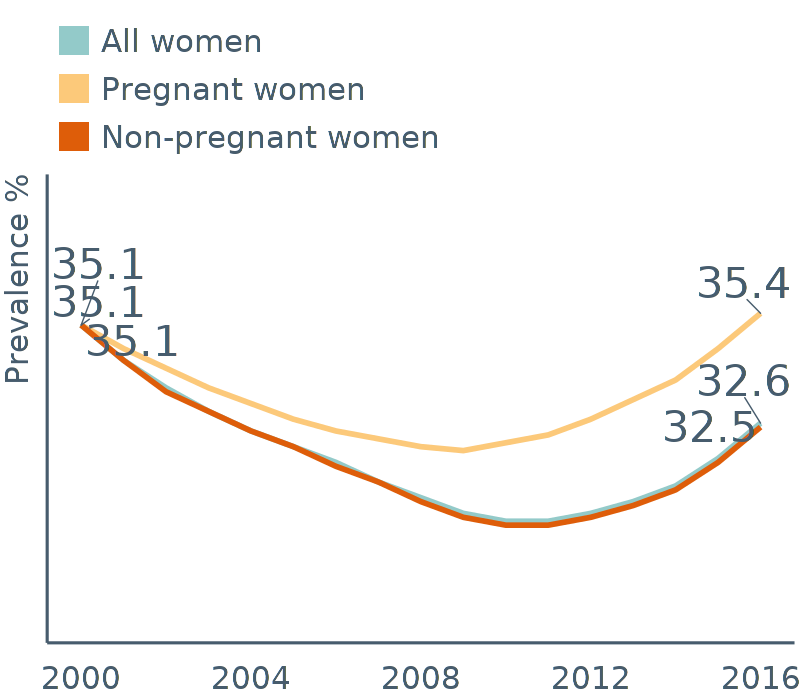 All women
Pregnant women
Non-pregnant women
Prevalence %
35.1
35.1
35.1
35.4
32.6
32.5
2000 2004 2008 2012 2016